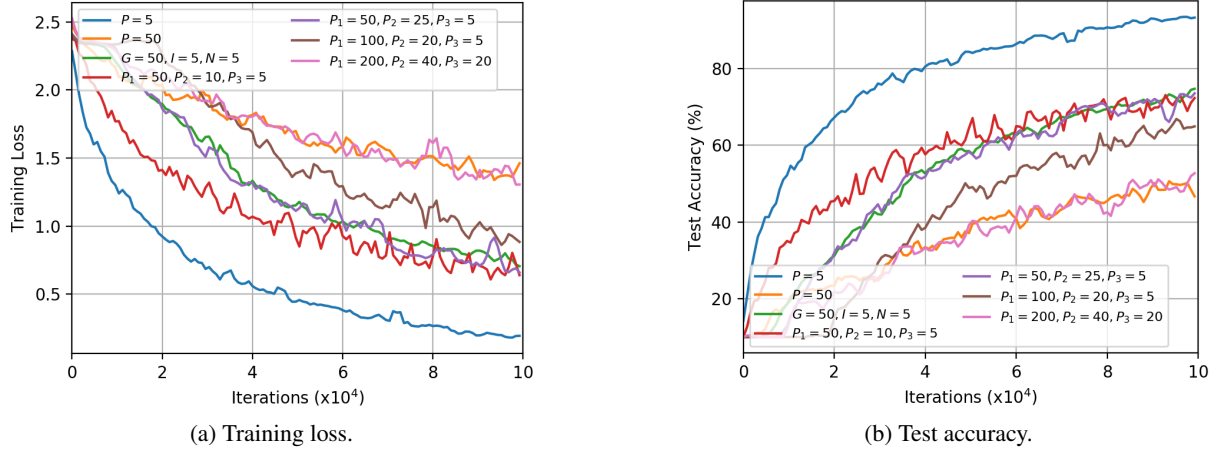 2.5
2.0
1.5
1.0
0.5
0
2
4
6
8
10
Training Loss
Iterations (x10⁴)
P = 5
P = 50
G = 50, I = 5, N = 5
P₁ = 50, P₂ = 10, P₃ = 5
P₁ = 50, P₂ = 25, P₃ = 5
P₁ = 100, P₂ = 20, P₃ = 5
P₁ = 200, P₂ = 40, P₃ = 20
(a) Training loss.
80
60
40
20
0
2
4
6
8
10
Test Accuracy (%)
Iterations (x10⁴)
P = 5
P = 50
G = 50, I = 5, N = 5
P₁ = 50, P₂ = 10, P₃ = 5
P₁ = 50, P₂ = 25, P₃ = 5
P₁ = 100, P₂ = 20, P₃ = 5
P₁ = 200, P₂ = 40, P₃ = 20
(b) Test accuracy.